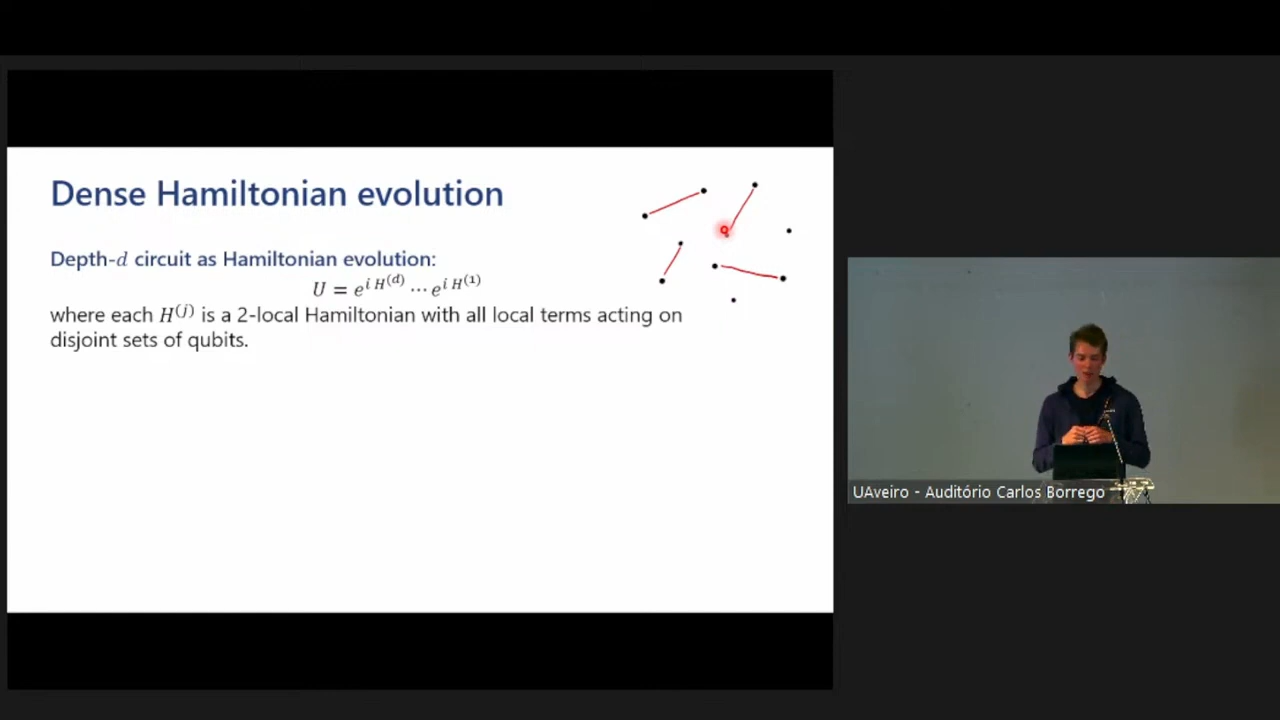 Dense Hamiltonian evolution
Depth-d circuit as Hamiltonian evolution:
U = e^{i H^{(d)}} ⋯ e^{i H^{(1)}}
where each H^{(j)} is a 2-local Hamiltonian with all local terms acting on
disjoint sets of qubits.
UAveiro - Auditório Carlos Borrego